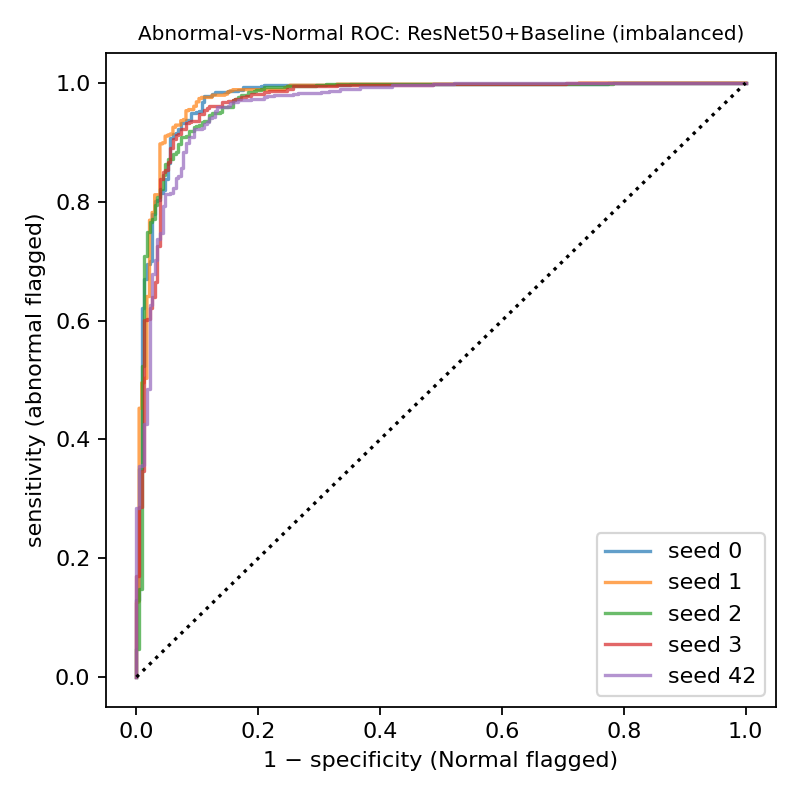 Abnormal-vs-Normal ROC: ResNet50+Baseline (imbalanced)
1.0
0.8
0.6
0.4
0.2
0.0
sensitivity (abnormal flagged)
seed 0
seed 1
seed 2
seed 3
seed 42
0.0 0.2 0.4 0.6 0.8 1.0
1 − specificity (Normal flagged)